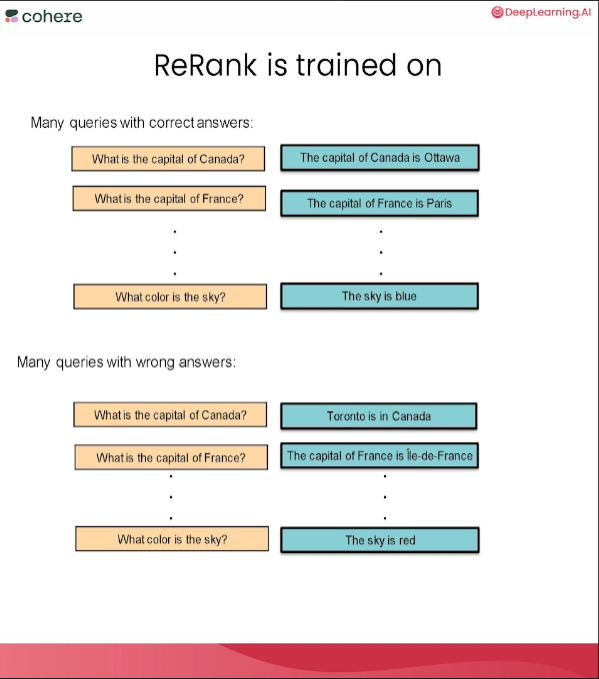 cohere
DeepLearning.AI
ReRank is trained on
Many queries with correct answers:
What is the capital of Canada?
The capital of Canada is Ottawa
What is the capital of France?
The capital of France is Paris
What color is the sky?
The sky is blue
Many queries with wrong answers:
What is the capital of Canada?
Toronto is in Canada
What is the capital of France?
The capital of France is Île-de-France
What color is the sky?
The sky is red